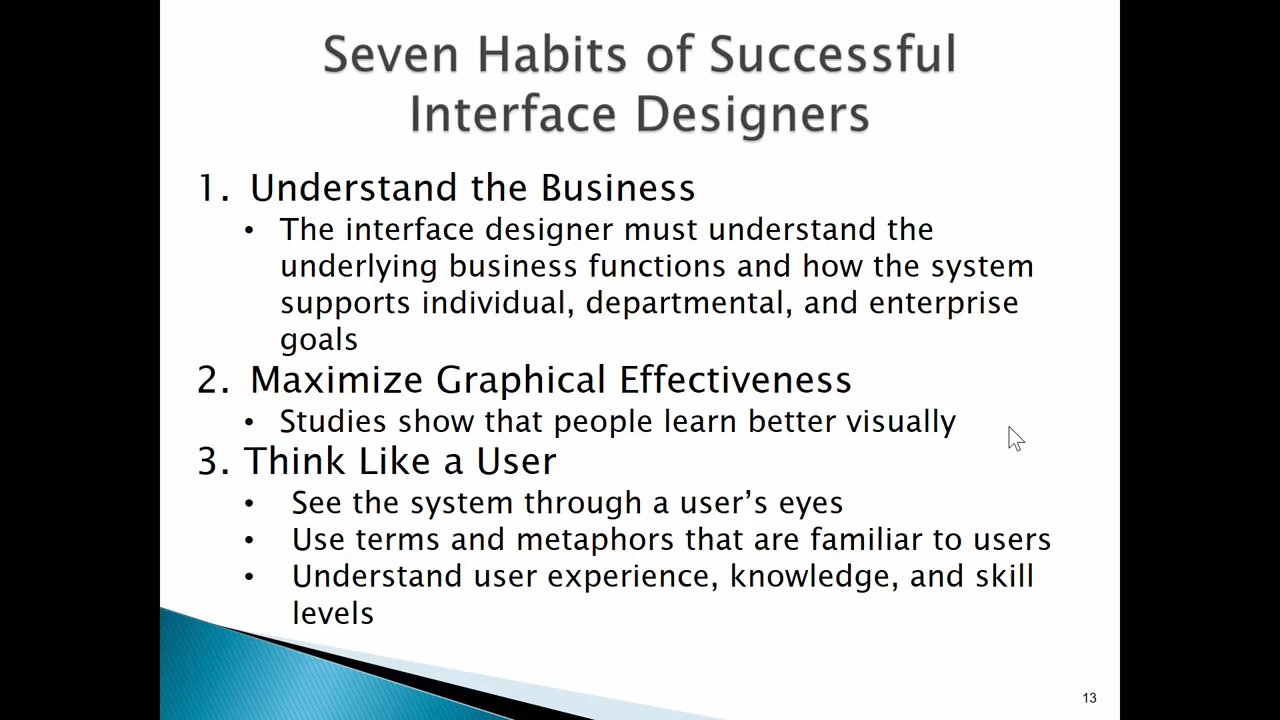 Seven Habits of Successful
Interface Designers
1. Understand the Business
• The interface designer must understand the
underlying business functions and how the system
supports individual, departmental, and enterprise
goals
2. Maximize Graphical Effectiveness
• Studies show that people learn better visually
3. Think Like a User
• See the system through a user’s eyes
• Use terms and metaphors that are familiar to users
• Understand user experience, knowledge, and skill
levels
13